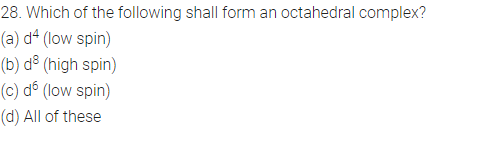 28. Which of the following shall form an octahedral complex?
(a) d⁴ (low spin)
(b) d⁸ (high spin)
(c) d⁶ (low spin)
(d) All of these